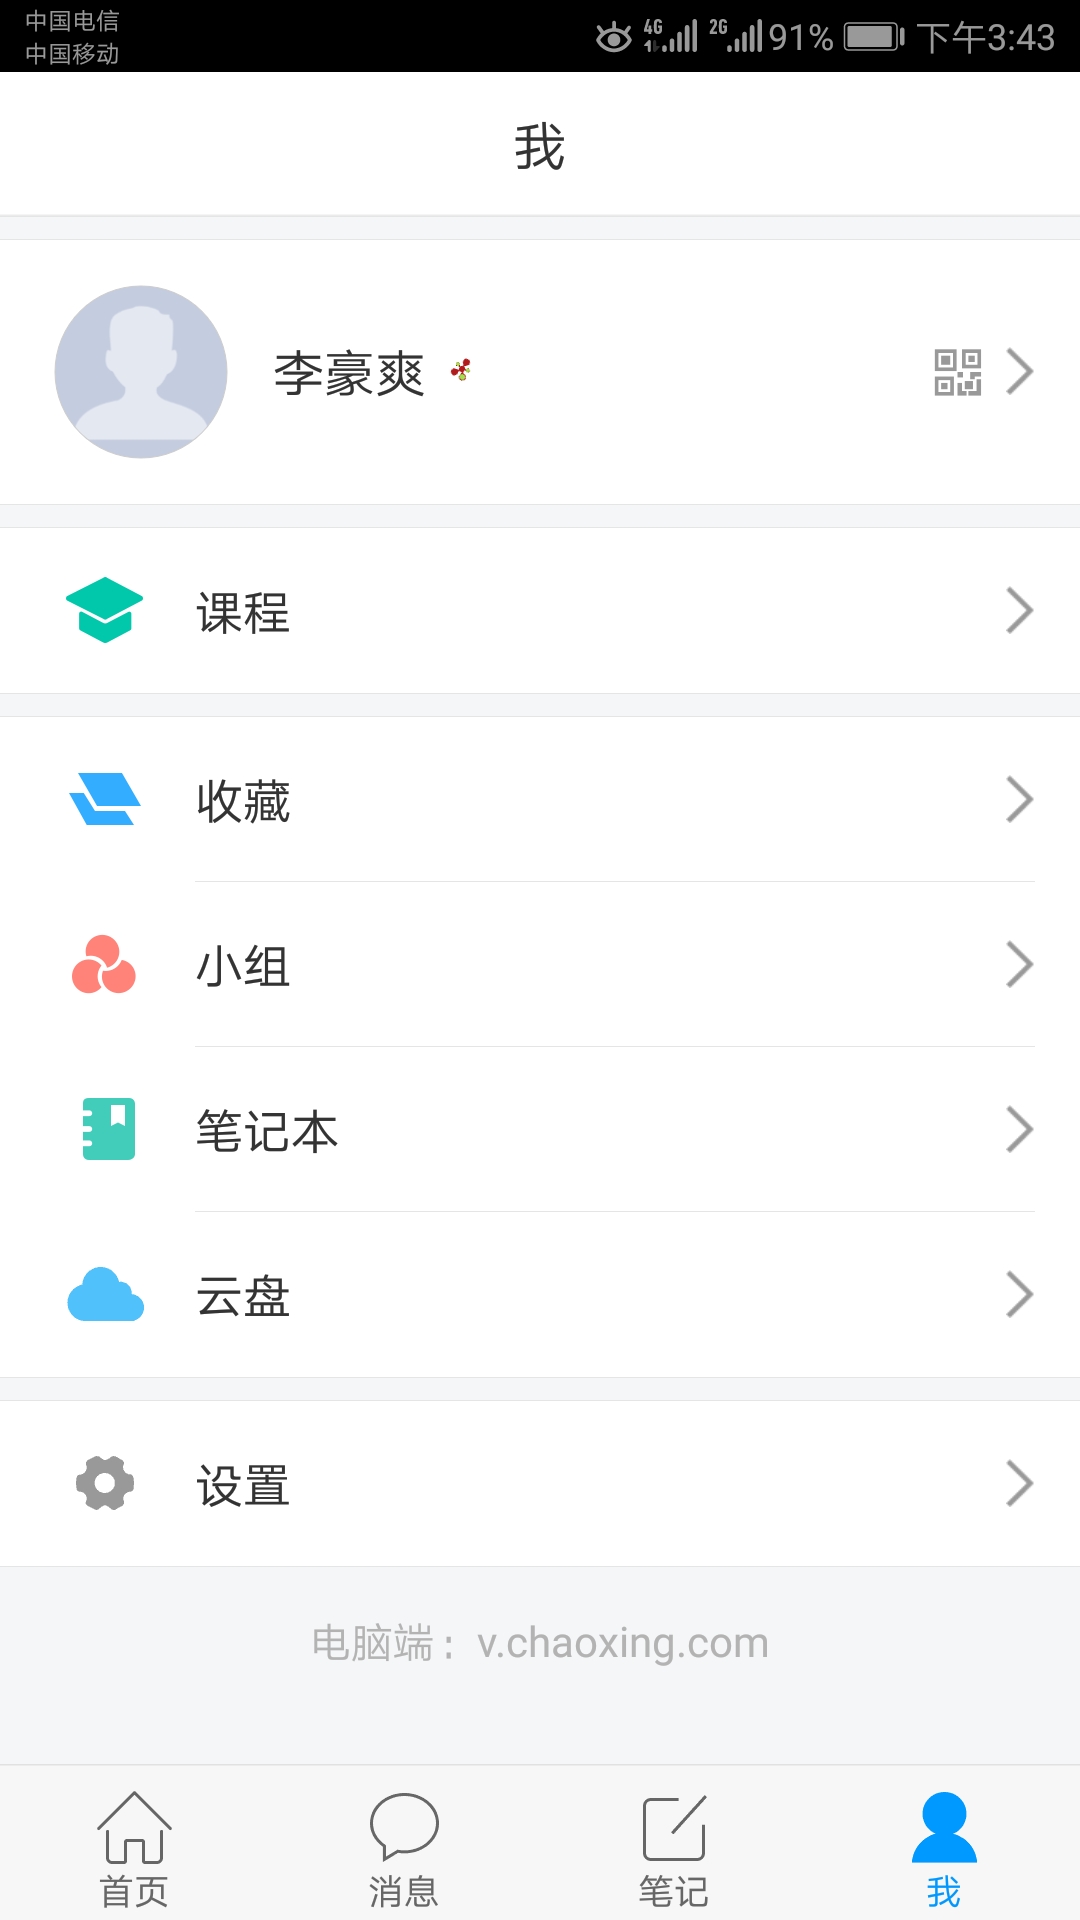 中国电信
中国移动
4G 2G 91% 下午3:43
我
李豪爽
课程
收藏
小组
笔记本
云盘
设置
电脑端：v.chaoxing.com
首页
消息
笔记
我